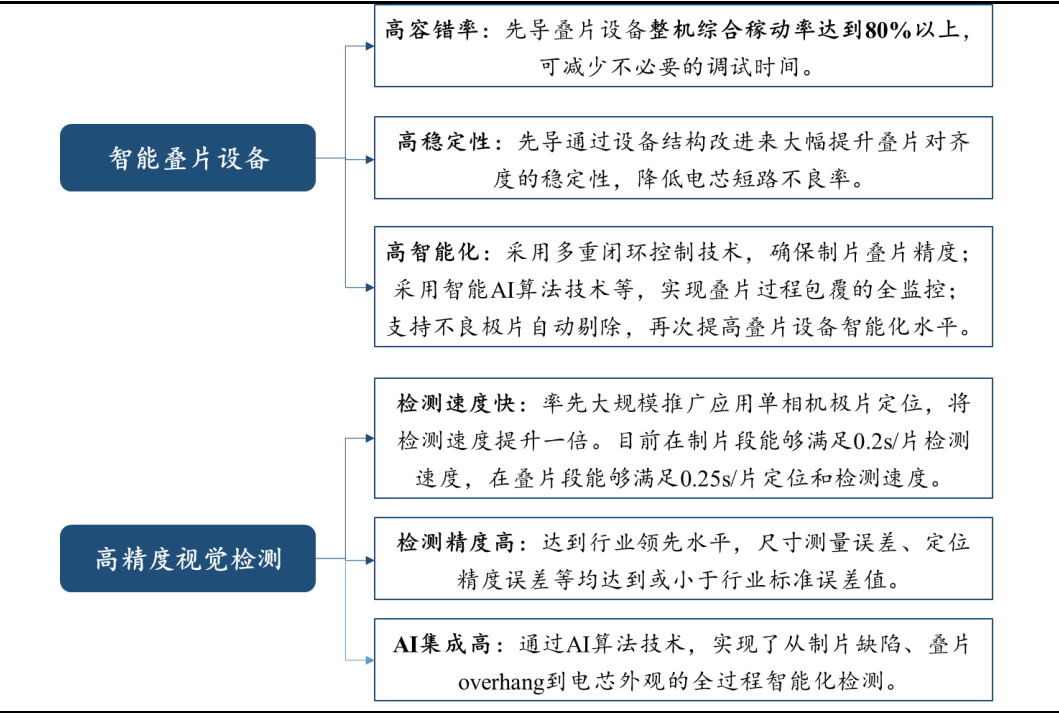 高容错率：先导叠片设备整机综合稼动率达到80%以上，
可减少不必要的调试时间。
智能叠片设备
高稳定性：先导通过设备结构改进来大幅提升叠片对齐
度的稳定性，降低电芯短路不良率。
高智能化：采用多重闭环控制技术，确保制片叠片精度；
采用智能AI算法技术等，实现叠片过程包覆的全监控；
支持不良极片自动剔除，再次提高叠片设备智能化水平。
检测速度快：率先大规模推广应用单相机极片定位，将
检测速度提升一倍。目前在制片段能够满足0.2s/片检测
速度，在叠片段能够满足0.25s/片定位和检测速度。
高精度视觉检测
检测精度高：达到行业领先水平，尺寸测量误差、定位
精度误差等均达到或小于行业标准误差值。
AI集成高：通过AI算法技术，实现了从制片缺陷、叠片
overhang到电芯外观的全过程智能化检测。